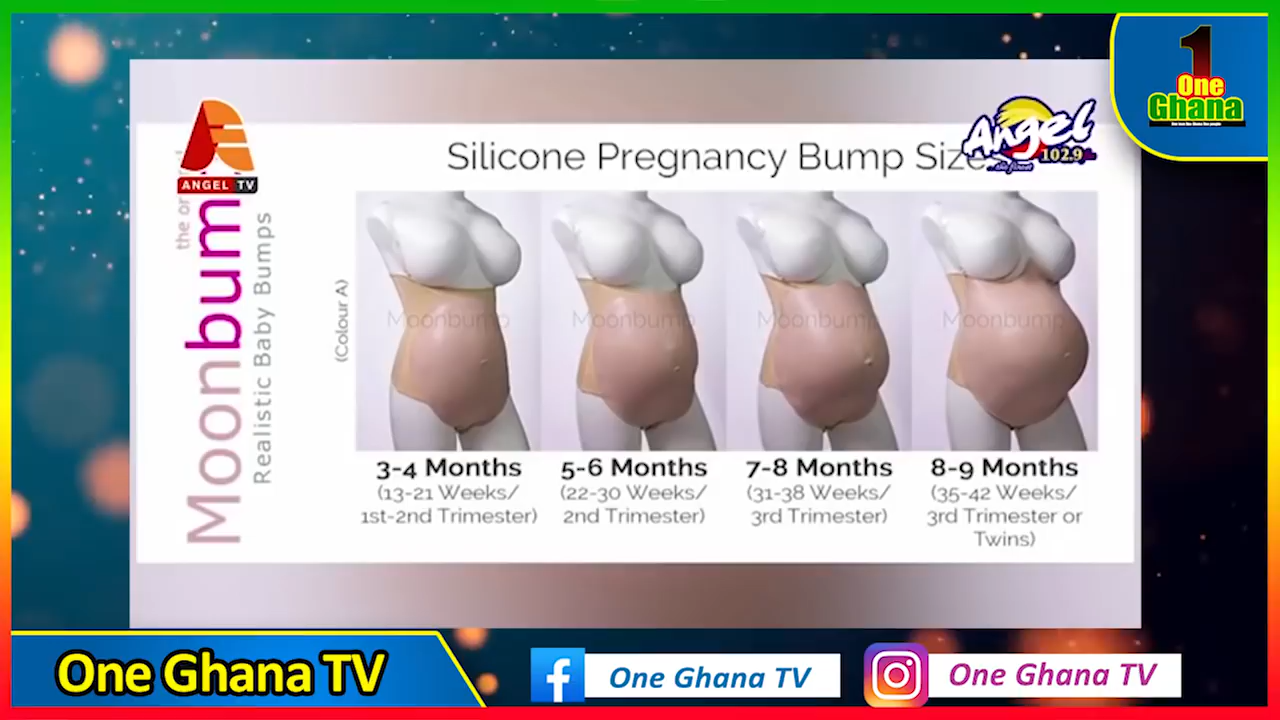 1
One
Ghana
ANGEL TV
Angel
102.9
Silicone Pregnancy Bump Size
the or
Moonbum
Realistic Baby Bumps
(Colour A)
Moonbump
Moonbump
Moonbump
Moonbump
3-4 Months
(13-21 Weeks/
1st-2nd Trimester)
5-6 Months
(22-30 Weeks/
2nd Trimester)
7-8 Months
(31-38 Weeks/
3rd Trimester)
8-9 Months
(35-42 Weeks/
3rd Trimester or
Twins)
One Ghana TV
f One Ghana TV
One Ghana TV